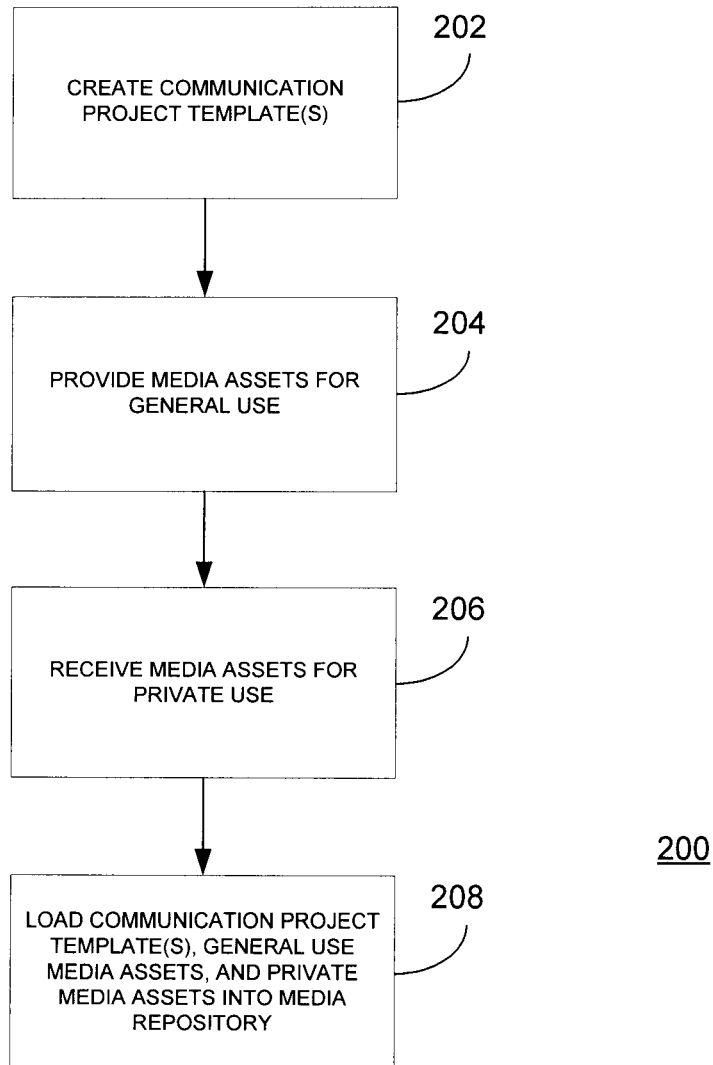 202
CREATE COMMUNICATION
PROJECT TEMPLATE(S)
204
PROVIDE MEDIA ASSETS FOR
GENERAL USE
206
RECEIVE MEDIA ASSETS FOR
PRIVATE USE
200
208
LOAD COMMUNICATION PROJECT
TEMPLATE(S), GENERAL USE
MEDIA ASSETS, AND PRIVATE
MEDIA ASSETS INTO MEDIA
REPOSITORY